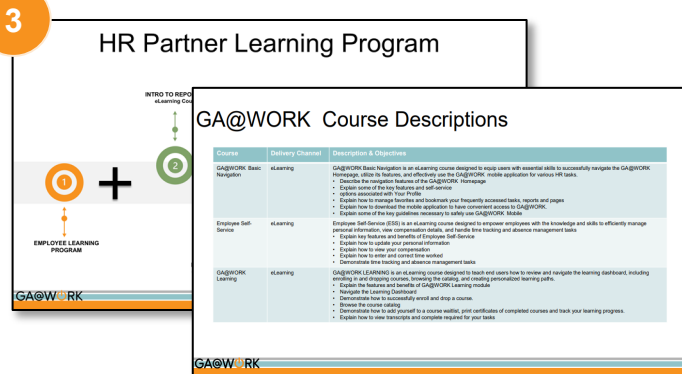 3
HR Partner Learning Program
INTRO TO REPO
eLearning Cou
1
2
EMPLOYEE LEARNING
PROGRAM
GA@W RK
GA@WORK Course Descriptions
Course Delivery Channel Description & Objectives
GA@WORK Basic
Navigation
eLearning
GA@WORK Basic Navigation is an eLearning course designed to equip users with essential skills to successfully navigate the GA@WORK
Homepage, utilize its features, and effectively use the GA@WORK mobile application for various HR tasks.
• Describe the navigation features of the GA@WORK Homepage
• Explain some of the key features and self-service
• options associated with Your Profile
• Explain how to manage favorites and bookmark your frequently accessed tasks, reports and pages
• Explain how to download the mobile application to have convenient access to GA@WORK.
• Explain some of the key guidelines necessary to safely use GA@WORK Mobile
Employee Self-
Service
eLearning
Employee Self-Service (ESS) is an eLearning course designed to empower employees with the knowledge and skills to efficiently manage
personal information, view compensation details, and handle time tracking and absence management tasks
• Explain key features and benefits of Employee Self-Service
• Explain how to update your personal information
• Explain how to view your compensation
• Explain how to enter and correct time worked
• Demonstrate time tracking and absence management tasks
GA@WORK
Learning
eLearning
GA@WORK LEARNING is an eLearning course designed to teach end users how to review and navigate the learning dashboard, including
enrolling in and dropping courses, browsing the catalog, and creating personalized learning paths.
• Explain the features and benefits of GA@WORK Learning module
• Navigate the Learning Dashboard
• Demonstrate how to successfully enroll and drop a course.
• Browse the course catalog
• Demonstrate how to add yourself to a course waitlist, print certificates of completed courses and track your learning progress.
• Explain how to view transcripts and complete required for your tasks
GA@W RK